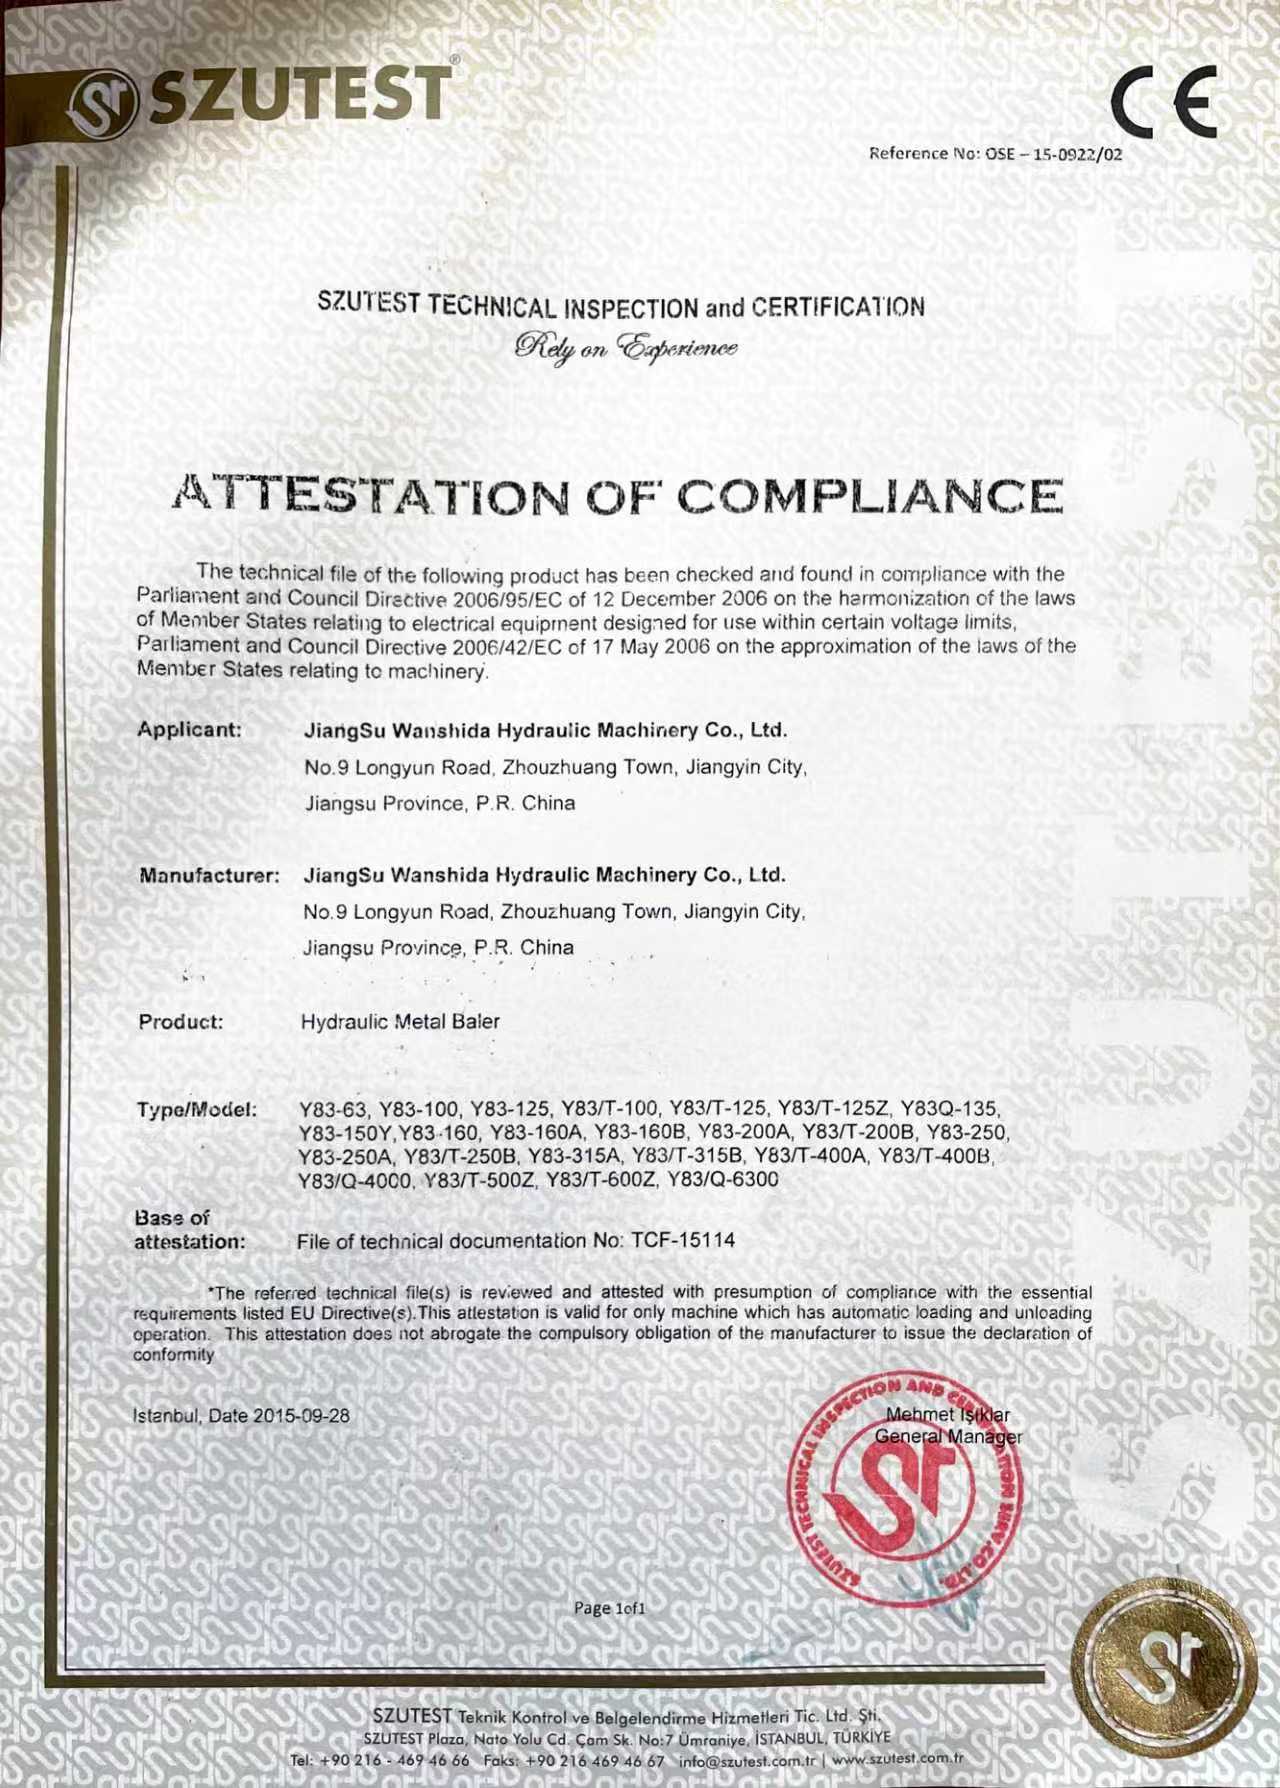 SZUTEST®
CE
Reference No: OSE – 15-0922/02
SZUTEST TECHNICAL INSPECTION and CERTIFICATION
Rely on Experience
ATTESTATION OF COMPLIANCE
The technical file of the following product has been checked and found in compliance with the
Parliament and Council Directive 2006/95/EC of 12 December 2006 on the harmonization of the laws
of Member States relating to electrical equipment designed for use within certain voltage limits,
Parliament and Council Directive 2006/42/EC of 17 May 2006 on the approximation of the laws of the
Member States relating to machinery.
Applicant: JiangSu Wanshida Hydraulic Machinery Co., Ltd.
No.9 Longyun Road, Zhouzhuang Town, Jiangyin City,
Jiangsu Province, P.R. China
Manufacturer: JiangSu Wanshida Hydraulic Machinery Co., Ltd.
No.9 Longyun Road, Zhouzhuang Town, Jiangyin City,
Jiangsu Province, P.R. China
Product: Hydraulic Metal Baler
Type/Model: Y83-63, Y83-100, Y83-125, Y83/T-100, Y83/T-125, Y83/T-125Z, Y83Q-135,
Y83-150Y,Y83-160, Y83-160A, Y83-160B, Y83-200A, Y83/T-200B, Y83-250,
Y83-250A, Y83/T-250B, Y83-315A, Y83/T-315B, Y83/T-400A, Y83/T-400B,
Y83/Q-4000, Y83/T-500Z, Y83/T-600Z, Y83/Q-6300
Base of
attestation: File of technical documentation No: TCF-15114
*The referred technical file(s) is reviewed and attested with presumption of compliance with the essential
requirements listed EU Directive(s).This attestation is valid for only machine which has automatic loading and unloading
operation. This attestation does not abrogate the compulsory obligation of the manufacturer to issue the declaration of
conformity
Istanbul, Date 2015-09-28
Mehmet Işıklar
General Manager
SZUTEST TECHNICAL INSPECTION AND CERTIFICATION SURV.CO.LTD.
Page 1of1
SZUTEST
SZUTEST Teknik Kontrol ve Belgelendirme Hizmetleri Tic. Ltd. Şti.
SZUTEST Plaza, Nato Yolu Cd. Çam Sk. No:7 Ümraniye, İSTANBUL, TÜRKİYE
Tel: +90 216 - 469 46 66 Faks: +90 216 469 46 67 info@szutest.com.tr | www.szutest.com.tr